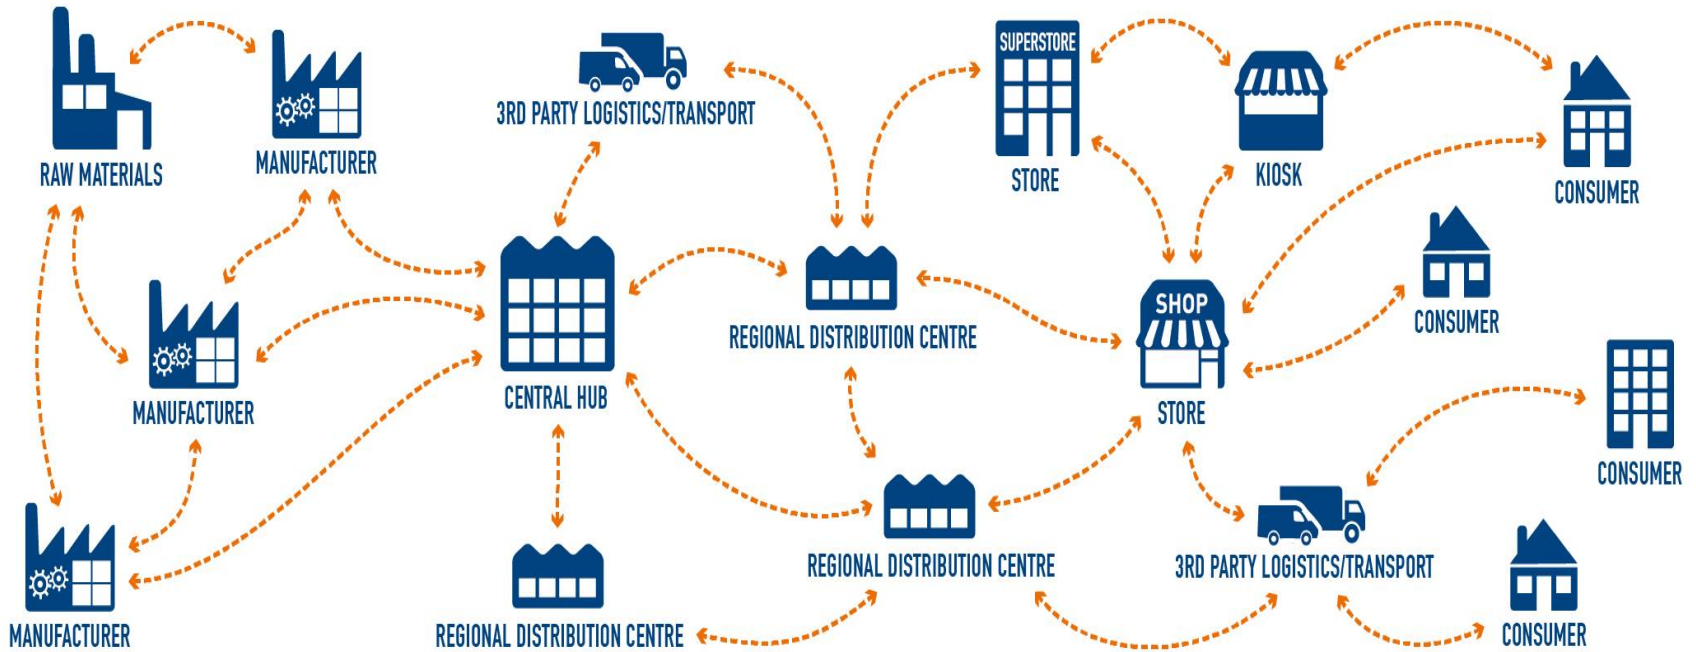 SUPERSTORE
3RD PARTY LOGISTICS/TRANSPORT
RAW MATERIALS
MANUFACTURER
STORE
KIOSK
CONSUMER
SHOP
CONSUMER
REGIONAL DISTRIBUTION CENTRE
MANUFACTURER
CENTRAL HUB
STORE
CONSUMER
REGIONAL DISTRIBUTION CENTRE
3RD PARTY LOGISTICS/TRANSPORT
MANUFACTURER
REGIONAL DISTRIBUTION CENTRE
CONSUMER